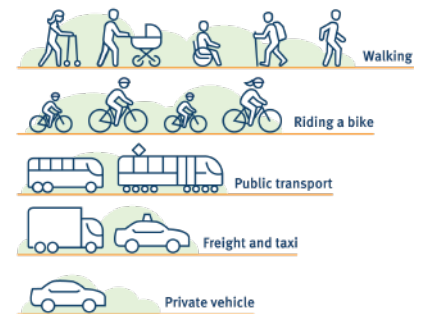 Walking
Riding a bike
Public transport
Freight and taxi
Private vehicle